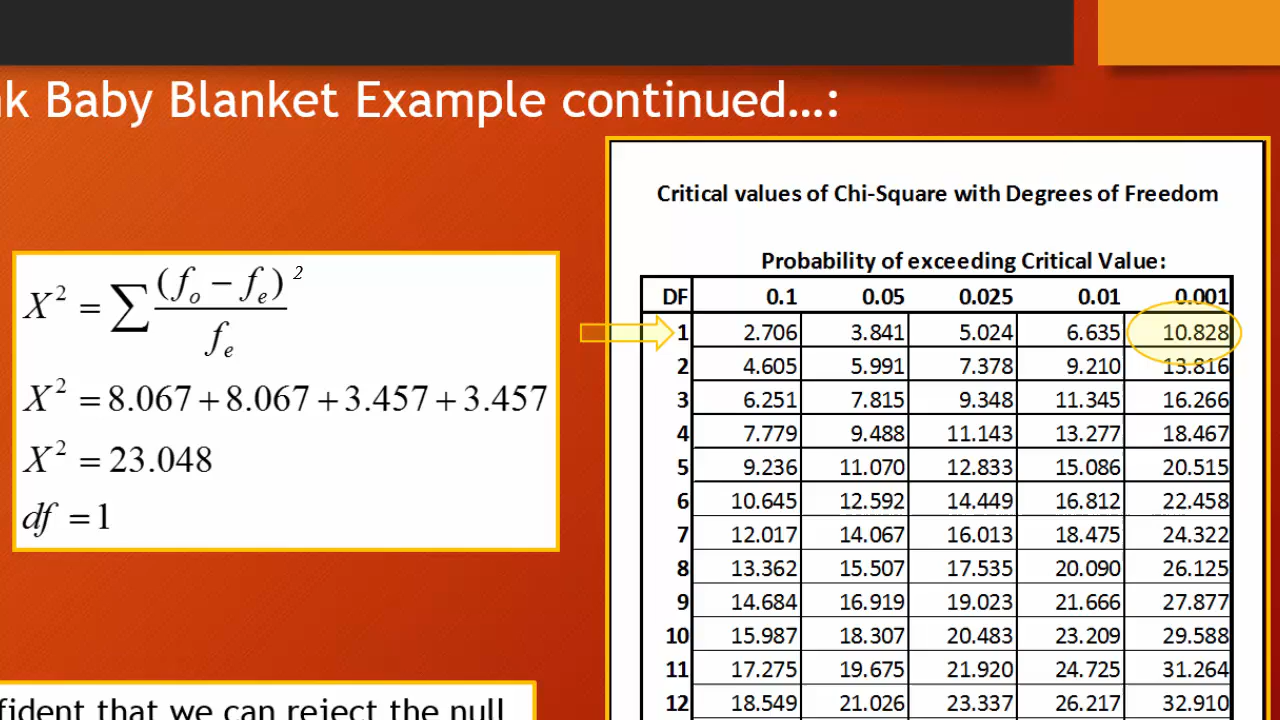 nk Baby Blanket Example continued…:
X² = ∑ (fₒ − fₑ)² / fₑ
X² = 8.067 + 8.067 + 3.457 + 3.457
X² = 23.048
df = 1
fident that we can reject the null
Critical values of Chi-Square with Degrees of Freedom
Probability of exceeding Critical Value:
DF 0.1 0.05 0.025 0.01 0.001
1 2.706 3.841 5.024 6.635 10.828
2 4.605 5.991 7.378 9.210 13.816
3 6.251 7.815 9.348 11.345 16.266
4 7.779 9.488 11.143 13.277 18.467
5 9.236 11.070 12.833 15.086 20.515
6 10.645 12.592 14.449 16.812 22.458
7 12.017 14.067 16.013 18.475 24.322
8 13.362 15.507 17.535 20.090 26.125
9 14.684 16.919 19.023 21.666 27.877
10 15.987 18.307 20.483 23.209 29.588
11 17.275 19.675 21.920 24.725 31.264
12 18.549 21.026 23.337 26.217 32.910